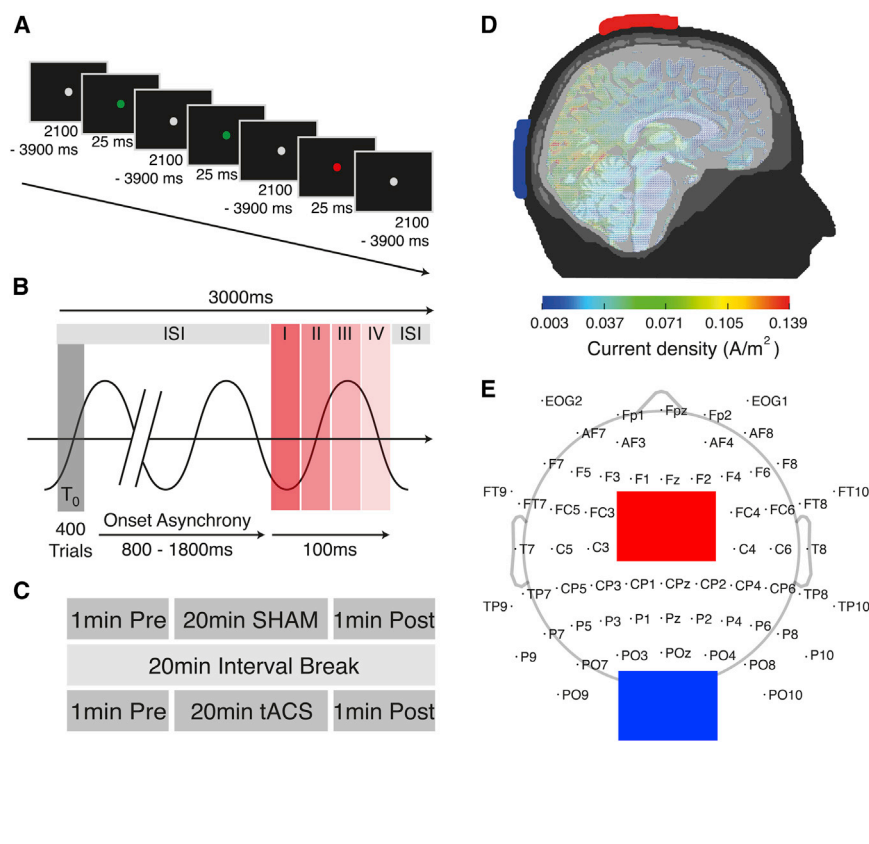 A
2100
- 3900 ms
25 ms
2100
- 3900 ms
25 ms
2100
- 3900 ms
25 ms
2100
- 3900 ms
B
3000ms
ISI
I
II
III
IV
ISI
T0
400
Trials
Onset Asynchrony
800 - 1800ms
100ms
C
1min Pre
20min SHAM
1min Post
20min Interval Break
1min Pre
20min tACS
1min Post
D
0.003 0.037 0.071 0.105 0.139
Current density (A/m²)
E
EOG2 EOG1
Fp1 Fpz Fp2
AF7 AF3 AF4 AF8
F7 F5 F3 F1 Fz F2 F4 F6 F8
FT9 FT7 FC5 FC3 FC4 FC6 FT8 FT10
T7 C5 C3 C4 C6 T8
TP9 TP7 CP5 CP3 CP1 CPz CP2 CP4 CP6 TP8 TP10
P9 P7 P5 P3 P1 Pz P2 P4 P6 P8 P10
PO7 PO3 POz PO4 PO8
PO9 PO10